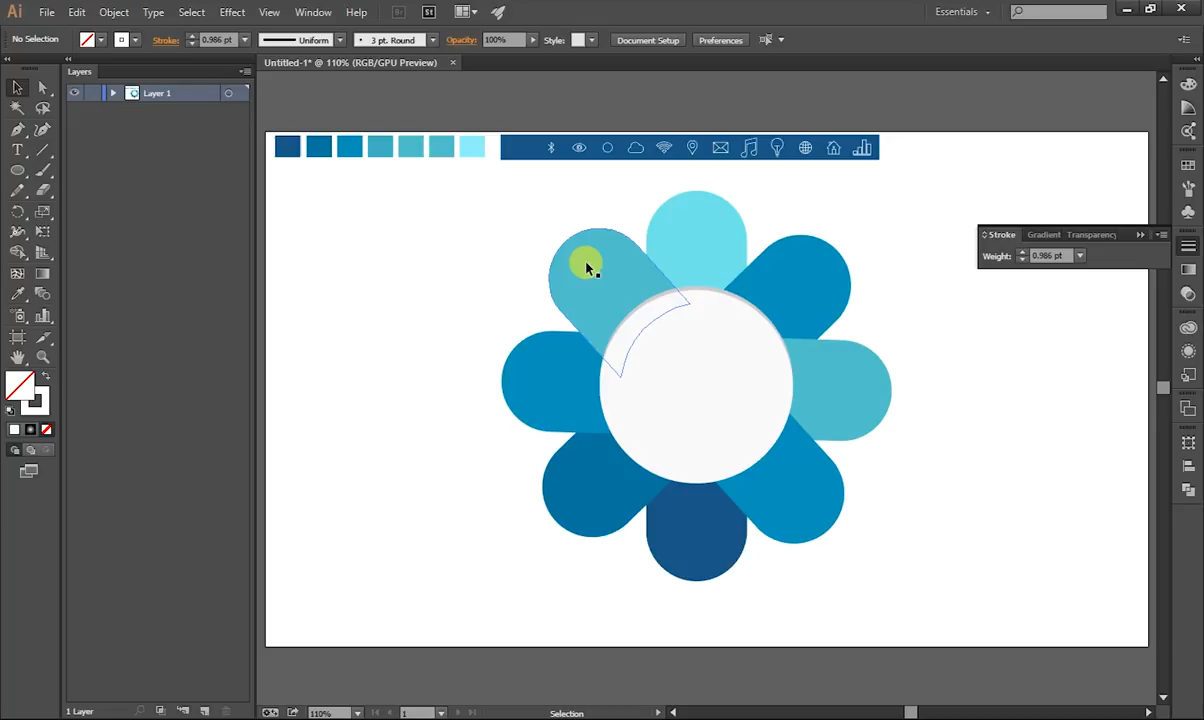 Ai File Edit Object Type Select Effect View Window Help Br St Essentials
No Selection Stroke: 0.986 pt Uniform 3 pt. Round Opacity: 100% Style: Document Setup Preferences
Untitled-1* @ 110% (RGB/GPU Preview)
Layers
Layer 1
Stroke Gradient Transparency
Weight: 0.986 pt
1 Layer 110% 1 Selection